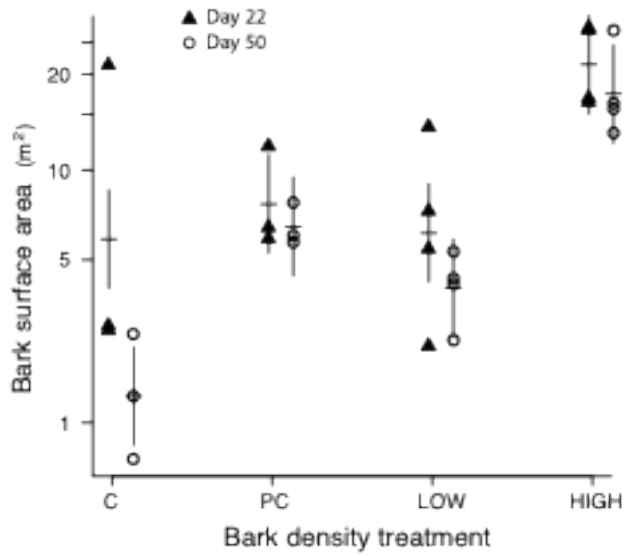 Day 22
Day 50
20
10
5
1
Bark surface area (m²)
C PC LOW HIGH
Bark density treatment